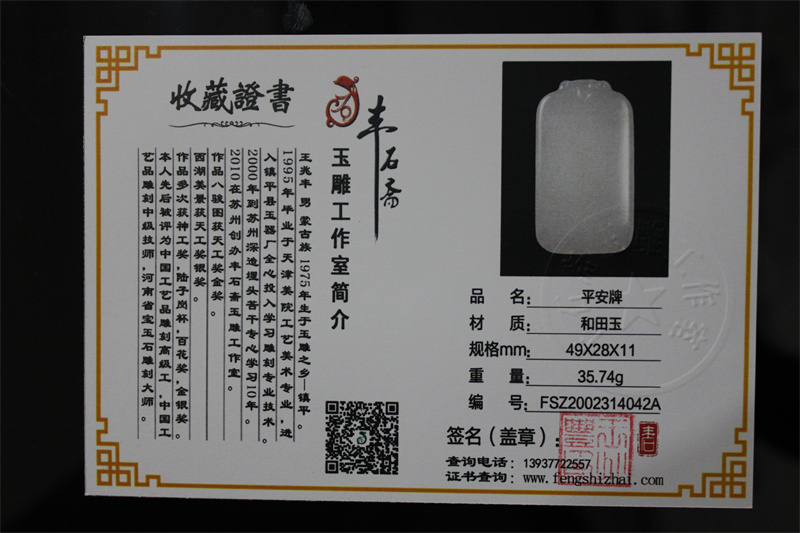 收藏證書
丰石斋
玉雕工作室简介
王兆丰 男 蒙古族 1975年生于玉雕之乡—镇平。
1995年毕业于天津美院工艺美术专业，进
入镇平县玉器厂全心投入学习雕刻专业技术。
2000年到苏州深造埋头苦干专心学习10年。
2010在苏州创办丰石斋玉雕工作室。
作品八骏图获天工奖金奖。
西湖美景获天工奖银奖。
作品多次获神工奖，陆子岗杯，百花奖，金银奖。
本人先后被评为中国工艺品雕刻高级工，中国工
艺品雕刻中级技师，河南省宝玉石雕刻大师。
品 名： 平安牌
材 质： 和田玉
规格mm： 49X28X11
重 量： 35.74g
编 号： FSZ2002314042A
签名（盖章）：
查询电话：13937722557
证书查询：www.fengshizhai.com